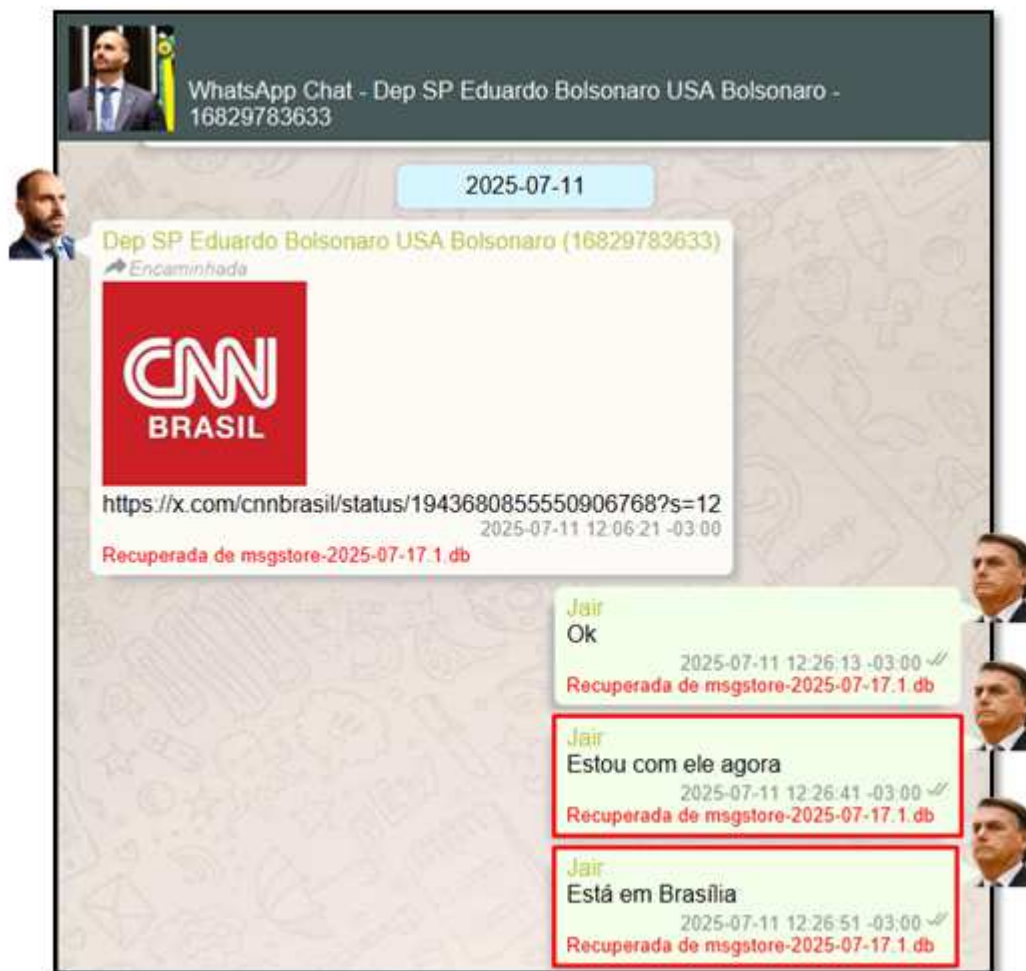 WhatsApp Chat - Dep SP Eduardo Bolsonaro USA Bolsonaro -
16829783633
2025-07-11
Dep SP Eduardo Bolsonaro USA Bolsonaro (16829783633)
Encaminhada
CNN
BRASIL
https://x.com/cnnbrasil/status/1943680855550906768?s=12
2025-07-11 12:06:21 -03:00
Recuperada de msgstore-2025-07-17.1.db
Jair
Ok
2025-07-11 12:26:13 -03:00
Recuperada de msgstore-2025-07-17.1.db
Jair
Estou com ele agora
2025-07-11 12:26:41 -03:00
Recuperada de msgstore-2025-07-17.1.db
Jair
Está em Brasília
2025-07-11 12:26:51 -03:00
Recuperada de msgstore-2025-07-17.1.db